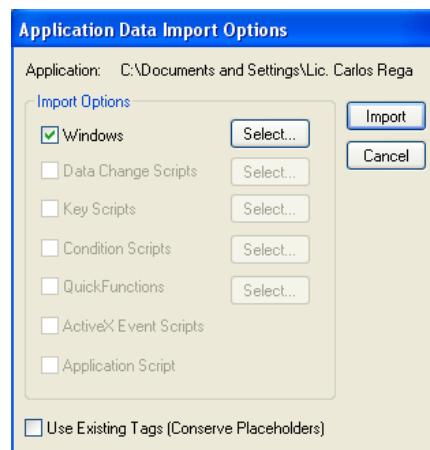 Application Data Import Options
Application: C:\Documents and Settings\Lic. Carlos Rega
Import Options
Import
Windows Select...
Cancel
Data Change Scripts Select...
Key Scripts Select...
Condition Scripts Select...
QuickFunctions Select...
ActiveX Event Scripts
Application Script
Use Existing Tags (Conserve Placeholders)